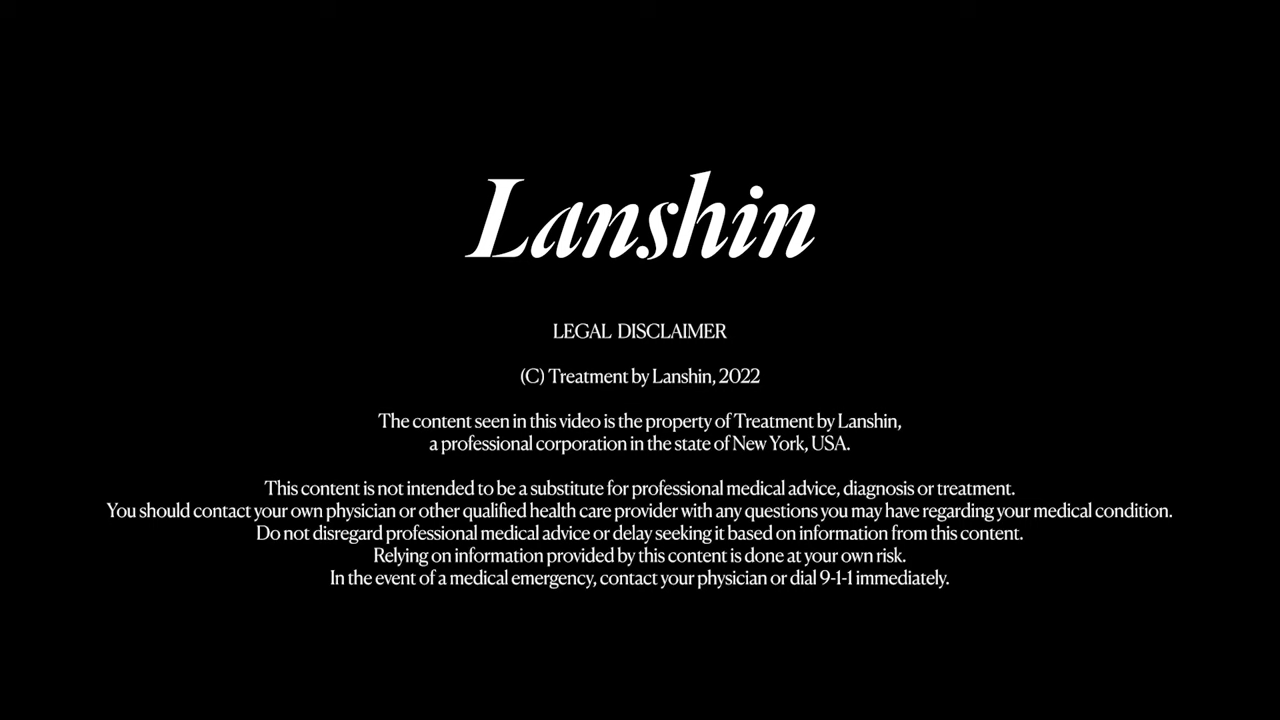 Lanshin
LEGAL DISCLAIMER
(C) Treatment by Lanshin, 2022
The content seen in this video is the property of Treatment by Lanshin,
a professional corporation in the state of New York, USA.
This content is not intended to be a substitute for professional medical advice, diagnosis or treatment.
You should contact your own physician or other qualified health care provider with any questions you may have regarding your medical condition.
Do not disregard professional medical advice or delay seeking it based on information from this content.
Relying on information provided by this content is done at your own risk.
In the event of a medical emergency, contact your physician or dial 9-1-1 immediately.